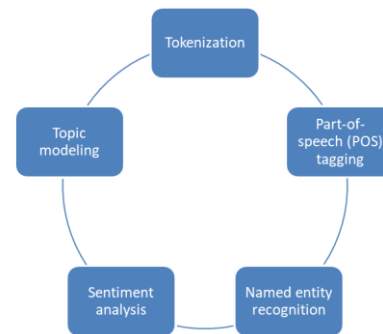 Tokenization
Part-of-
speech (POS)
tagging
Named entity
recognition
Sentiment
analysis
Topic
modeling